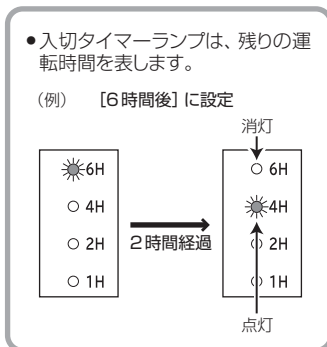 ●入切タイマーランプは、残りの運
転時間を表します。
(例) [6時間後]に設定
消灯
6H
4H
2H
1H
2時間経過
6H
4H
2H
1H
点灯